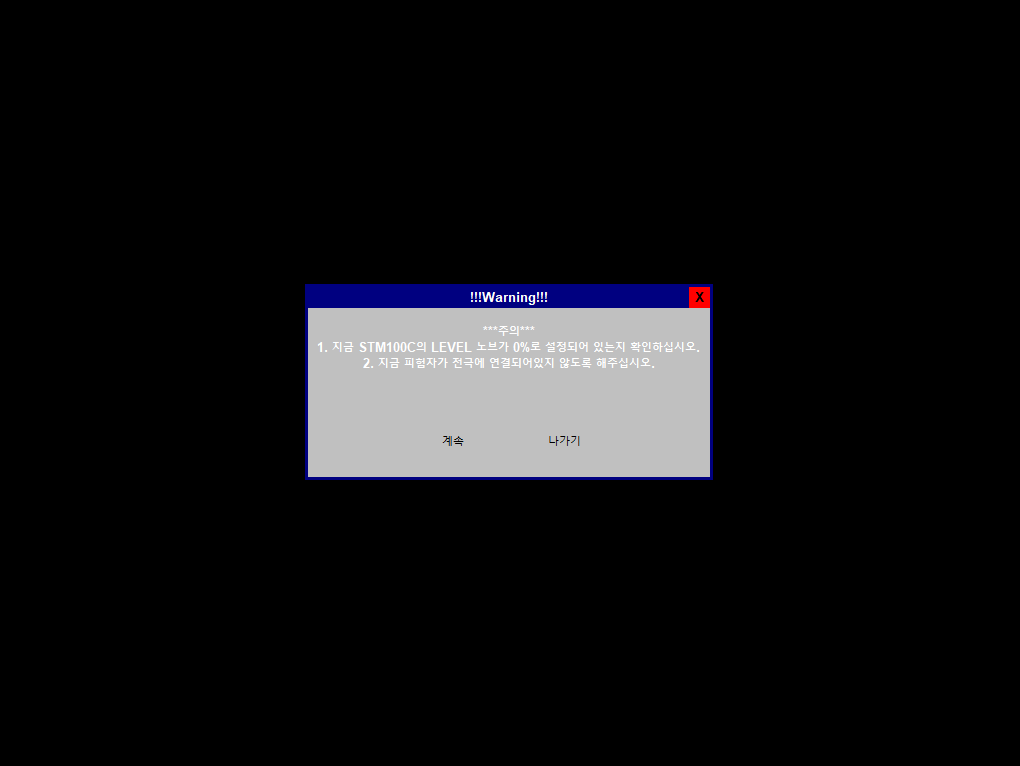 !!!Warning!!!
X
***주의***
1. 지금 STM100C의 LEVEL 노브가 0%로 설정되어 있는지 확인하십시오.
2. 지금 피험자가 전극에 연결되어있지 않도록 해주십시오.
계속
나가기